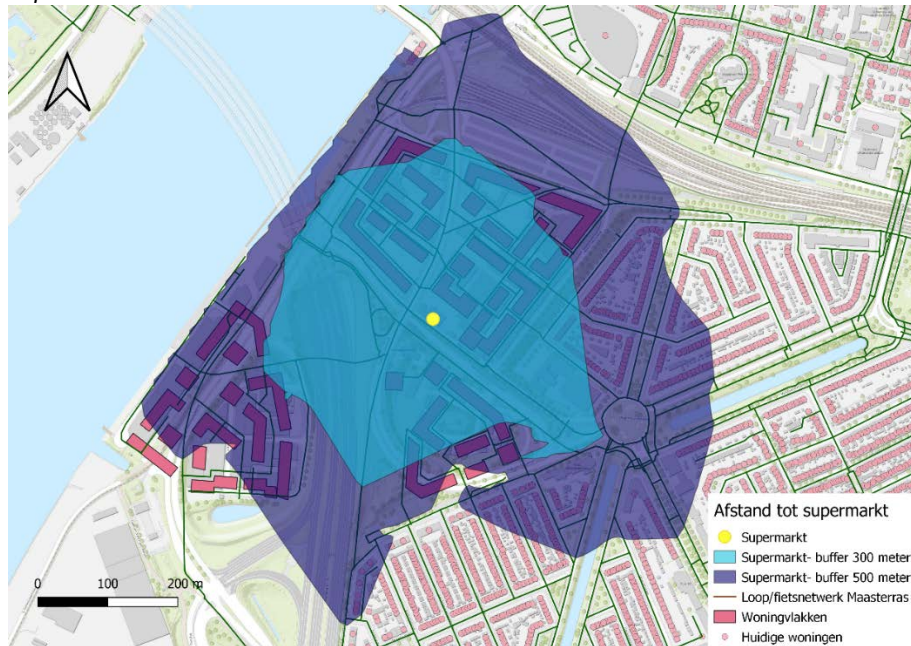 0 100 200 m
Afstand tot supermarkt
Supermarkt
Supermarkt- buffer 300 meter
Supermarkt- buffer 500 meter
Loop/fietsnetwerk Maasterras
Woningvlakken
Huidige woningen